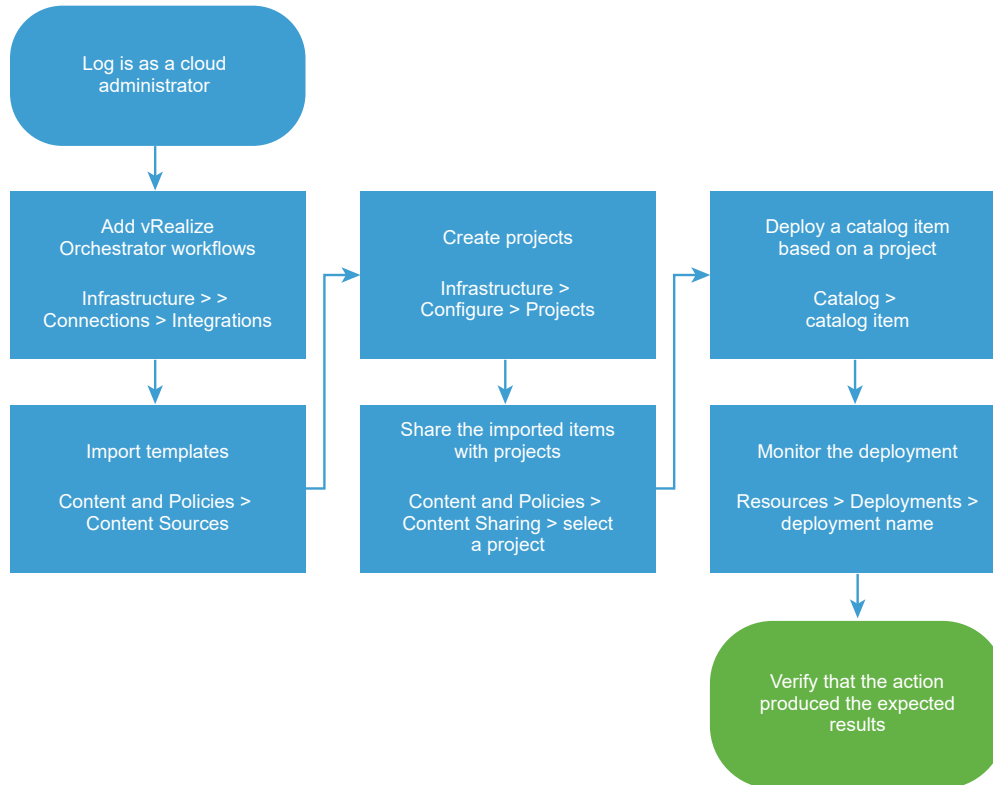 Log is as a cloud
administrator
Add vRealize
Orchestrator workflows
Infrastructure > >
Connections > Integrations
Import templates
Content and Policies >
Content Sources
Create projects
Infrastructure >
Configure > Projects
Share the imported items
with projects
Content and Policies >
Content Sharing > select
a project
Deploy a catalog item
based on a project
Catalog >
catalog item
Monitor the deployment
Resources > Deployments >
deployment name
Verify that the action
produced the expected
results